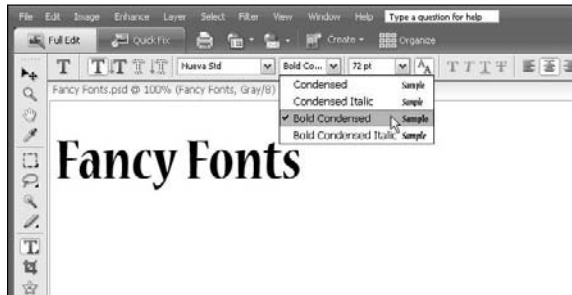 File Edit Image Enhance Layer Select Filter View Window Help Type a question for help
Full Edit Quick Fix Create Organize
T T T T T Nueva Std Bold Co... 72 pt AA T T T T
Fancy Fonts.psd @ 100% (Fancy Fonts, Gray/8)
Condensed Sample
Condensed Italic Sample
✔ Bold Condensed Sample
Bold Condensed Italic Sample
Fancy Fonts
T